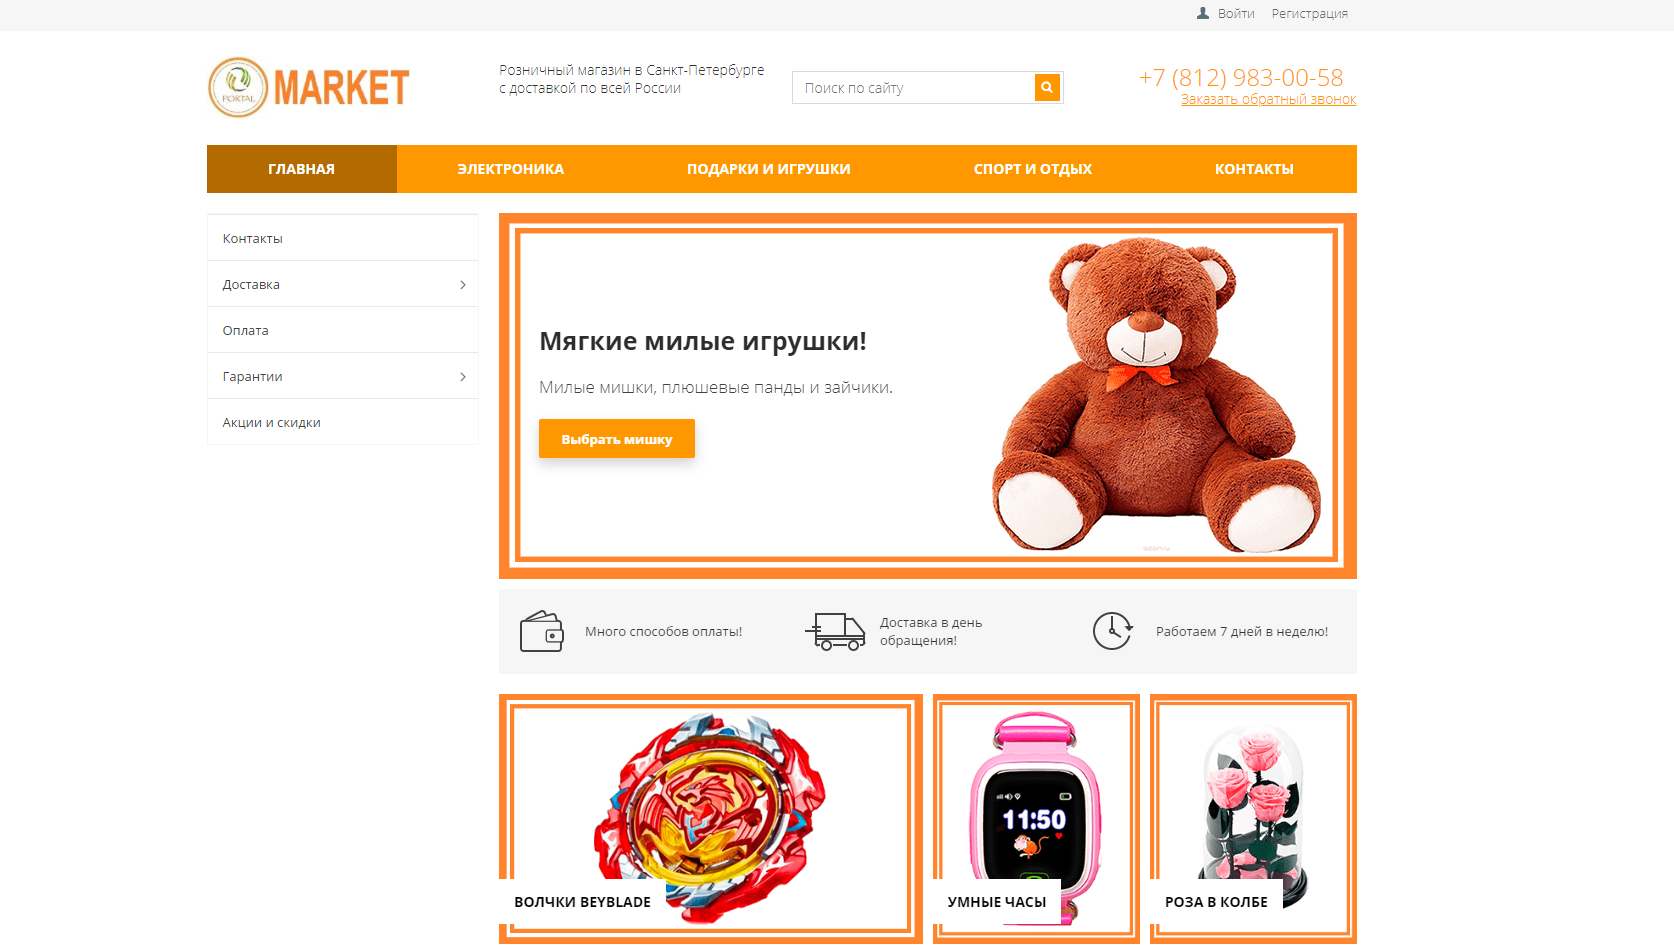 Войти Регистрация
PORTAL MARKET
Розничный магазин в Санкт-Петербурге
с доставкой по всей России
Поиск по сайту
+7 (812) 983-00-58
Заказать обратный звонок
ГЛАВНАЯ ЭЛЕКТРОНИКА ПОДАРКИ И ИГРУШКИ СПОРТ И ОТДЫХ КОНТАКТЫ
Контакты
Доставка
Оплата
Гарантии
Акции и скидки
Мягкие милые игрушки!
Милые мишки, плюшевые панды и зайчики.
Выбрать мишку
ozon.ru
Много способов оплаты!
Доставка в день
обращения!
Работаем 7 дней в неделю!
11:50
ВОЛЧКИ BEYBLADE
УМНЫЕ ЧАСЫ
РОЗА В КОЛБЕ